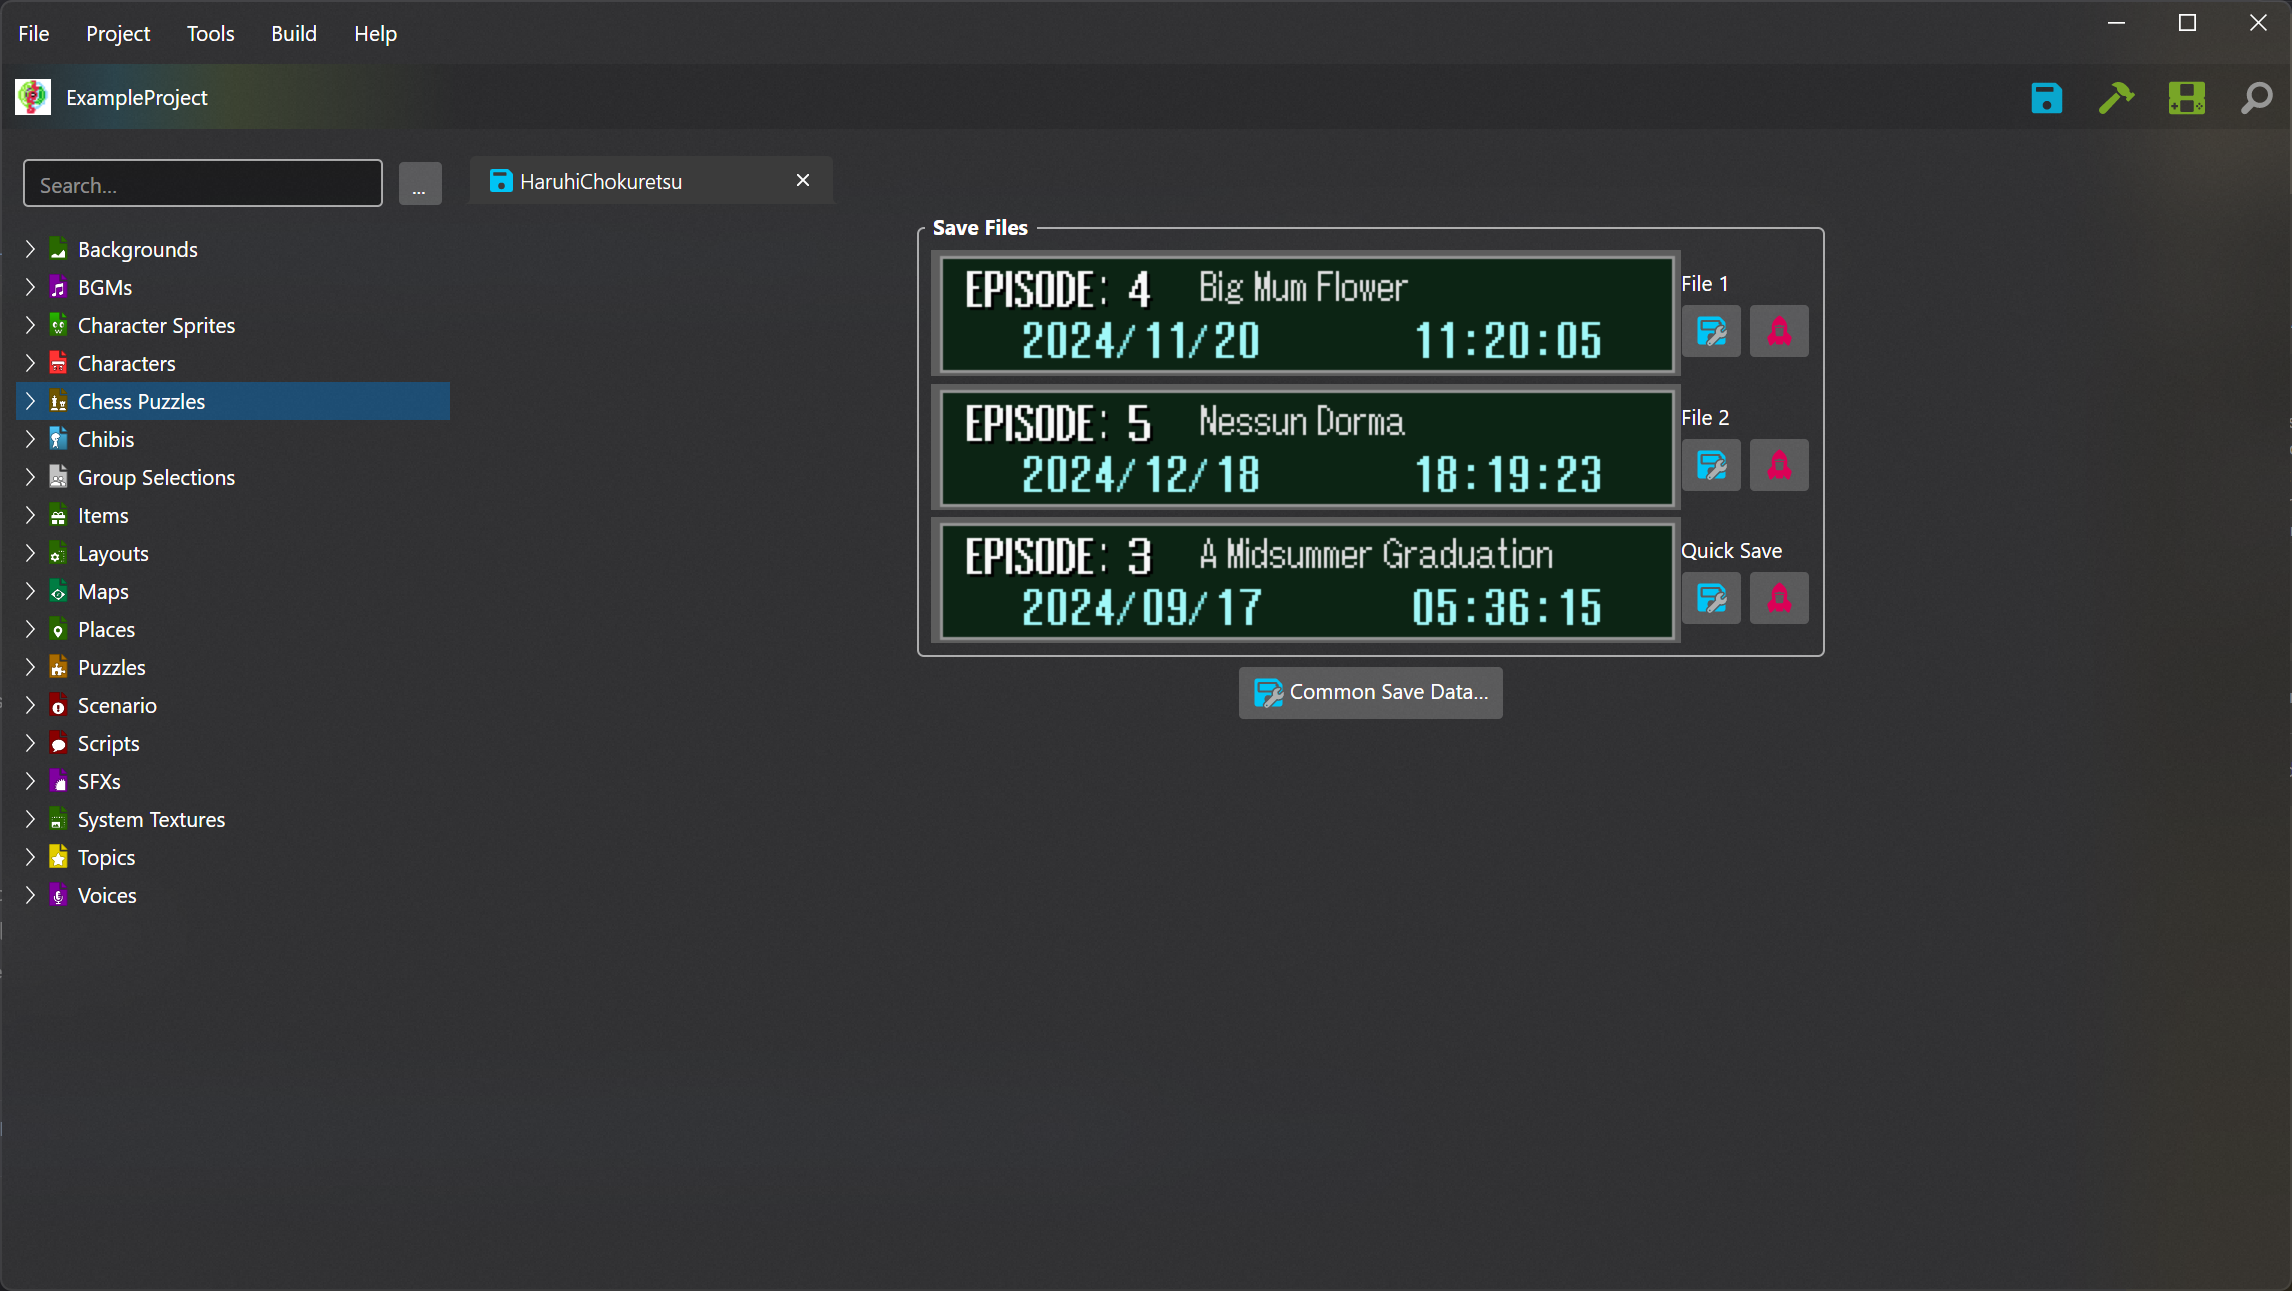 File Project Tools Build Help
ExampleProject
Search...
...
HaruhiChokuretsu
Backgrounds
BGMs
Character Sprites
Characters
Chess Puzzles
Chibis
Group Selections
Items
Layouts
Maps
Places
Puzzles
Scenario
Scripts
SFXs
System Textures
Topics
Voices
Save Files
EPISODE: 4 Big Mum Flower
2024/11/20 11:20:05
File 1
EPISODE: 5 Nessun Dorma
2024/12/18 18:19:23
File 2
EPISODE: 3 A Midsummer Graduation
2024/09/17 05:36:15
Quick Save
Common Save Data...